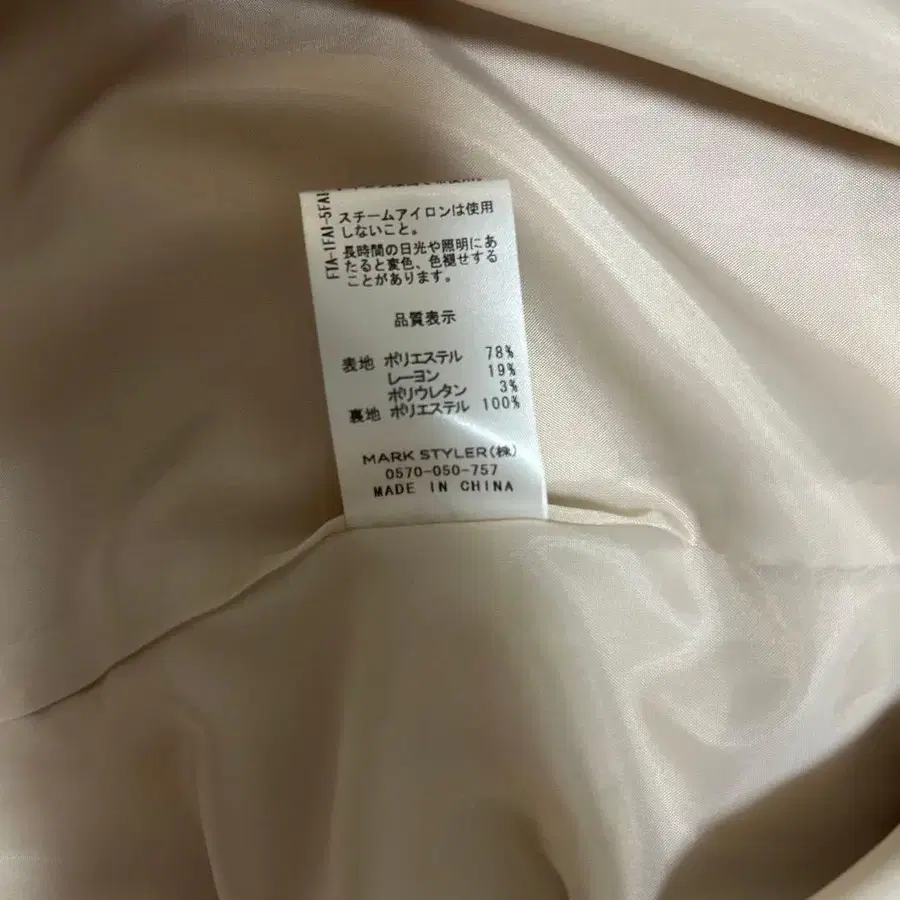 スチームアイロンは使用
しないこと。
長時間の日光や照明にあ
たると変色、色褪せする
ことがあります。
品質表示
表地 ポリエステル 78%
レーヨン 19%
ポリウレタン 3%
裏地 ポリエステル 100%
MARK STYLER(株)
0570-050-757
MADE IN CHINA
FTA-1FA1-5FA1